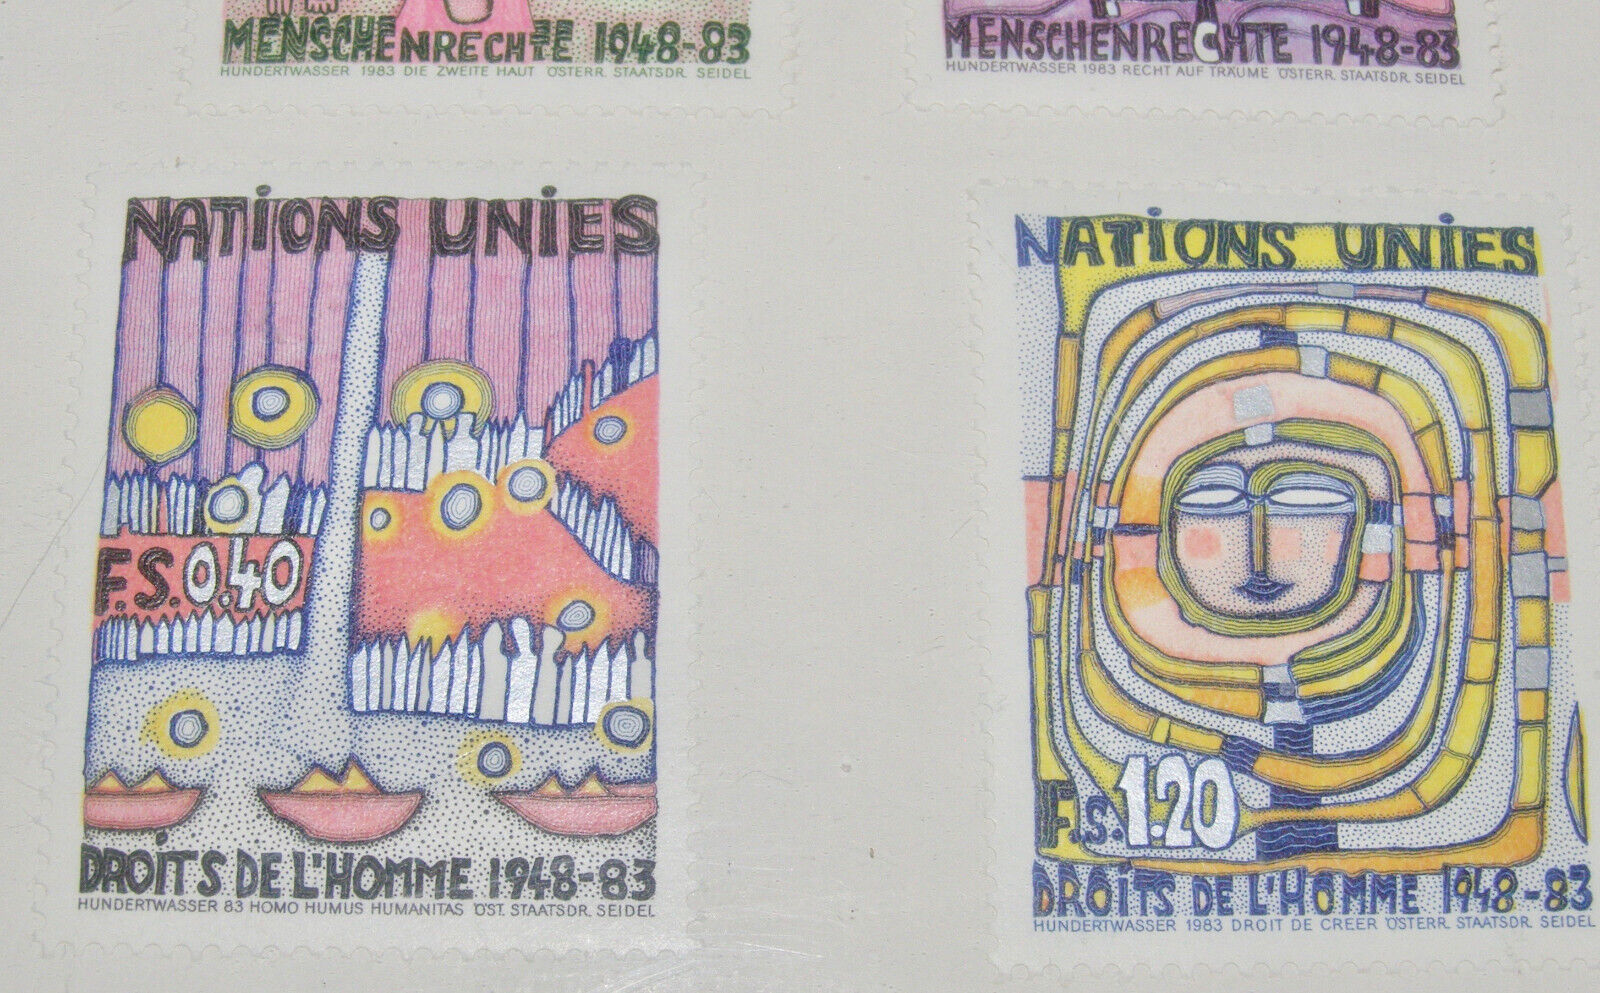 MENSCHENRECHTE 1948-83
HUNDERTWASSER 1983 DIE ZWEITE HAUT ÖSTERR. STAATSDR. SEIDEL
MENSCHENRECHTE 1948-83
HUNDERTWASSER 1983 RECHT AUF TRÄUME ÖSTERR. STAATSDR. SEIDEL
NATIONS UNIES
F.S. 0.40
DROITS DE L'HOMME 1948-83
HUNDERTWASSER 83 HOMO HUMUS HUMANITAS ÖST. STAATSDR. SEIDEL
NATIONS UNIES
F.S. 1.20
DROITS DE L'HOMME 1948-83
HUNDERTWASSER 1983 DROIT DE CREER ÖSTERR. STAATSDR. SEIDEL